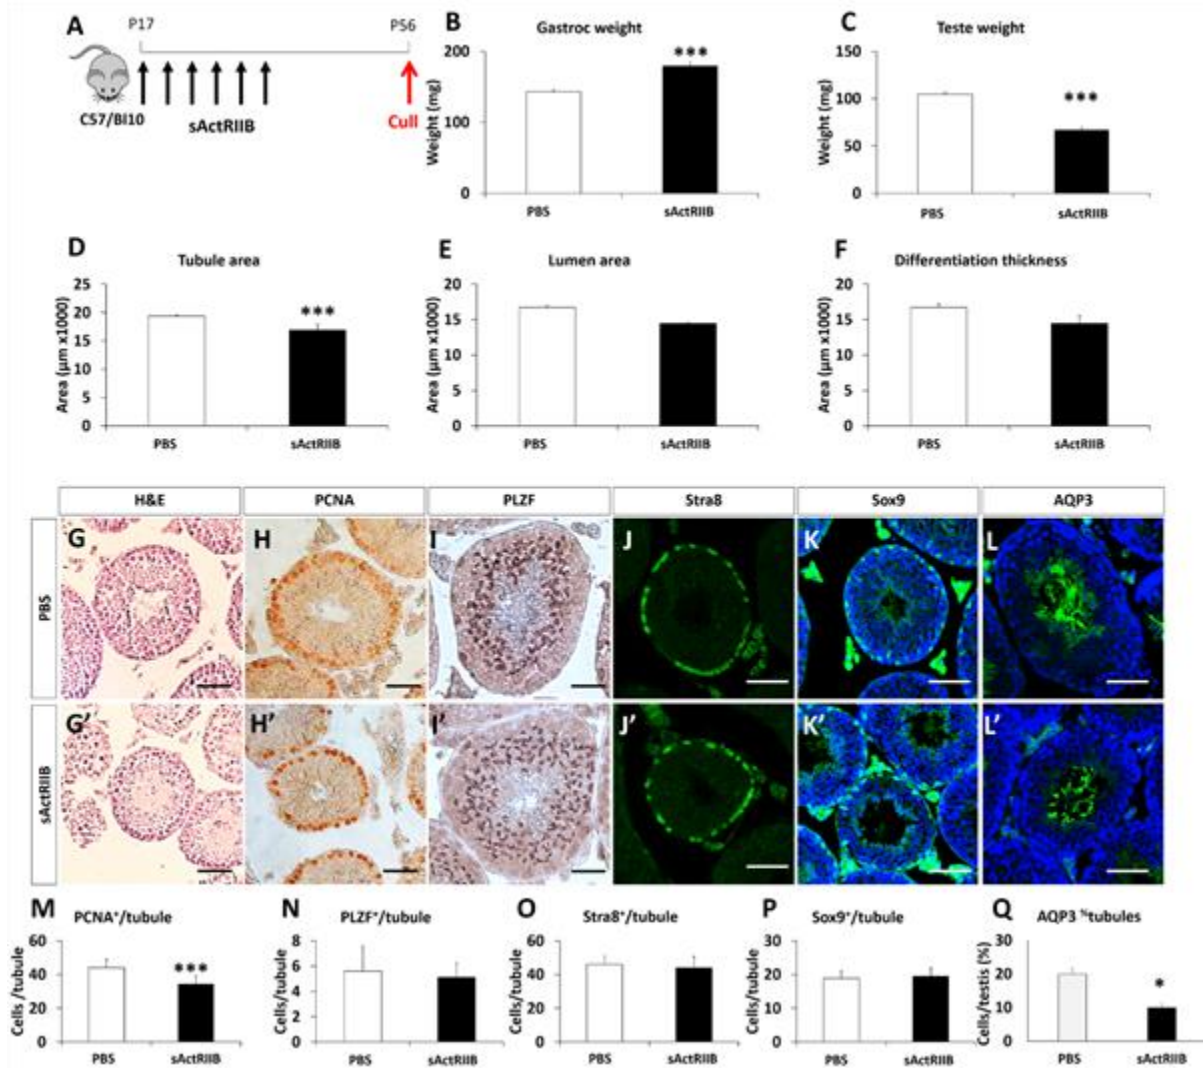 A
P17
P56
C57/Bl10
sActRIIB
Cull
B
Gastroc weight
Weight (mg)
200
100
0
***
PBS
sActRIIB
C
Teste weight
Weight (mg)
150
100
50
0
***
PBS
sActRIIB
D
Tubule area
Area (µm x1000)
25
20
15
10
5
0
***
PBS
sActRIIB
E
Lumen area
Area (µm x1000)
20
15
10
5
0
PBS
sActRIIB
F
Differentiation thickness
Area (µm x1000)
20
15
10
5
0
PBS
sActRIIB
H&E
PCNA
PLZF
Stra8
Sox9
AQP3
PBS
G
H
I
J
K
L
sActRIIB
G'
H'
I'
J'
K'
L'
M
PCNA⁺/tubule
Cells /tubule
60
40
20
0
***
PBS
sActRIIB
N
PLZF⁺/tubule
Cells/tubule
8
6
4
2
0
PBS
sActRIIB
O
Stra8⁺/tubule
Cells/tubule
60
40
20
0
PBS
sActRIIB
P
Sox9⁺/tubule
Cells/tubule
30
20
10
0
PBS
sActRIIB
Q
AQP3 %tubules
Cells/testis (%)
30
20
10
0
*
PBS
sActRIIB